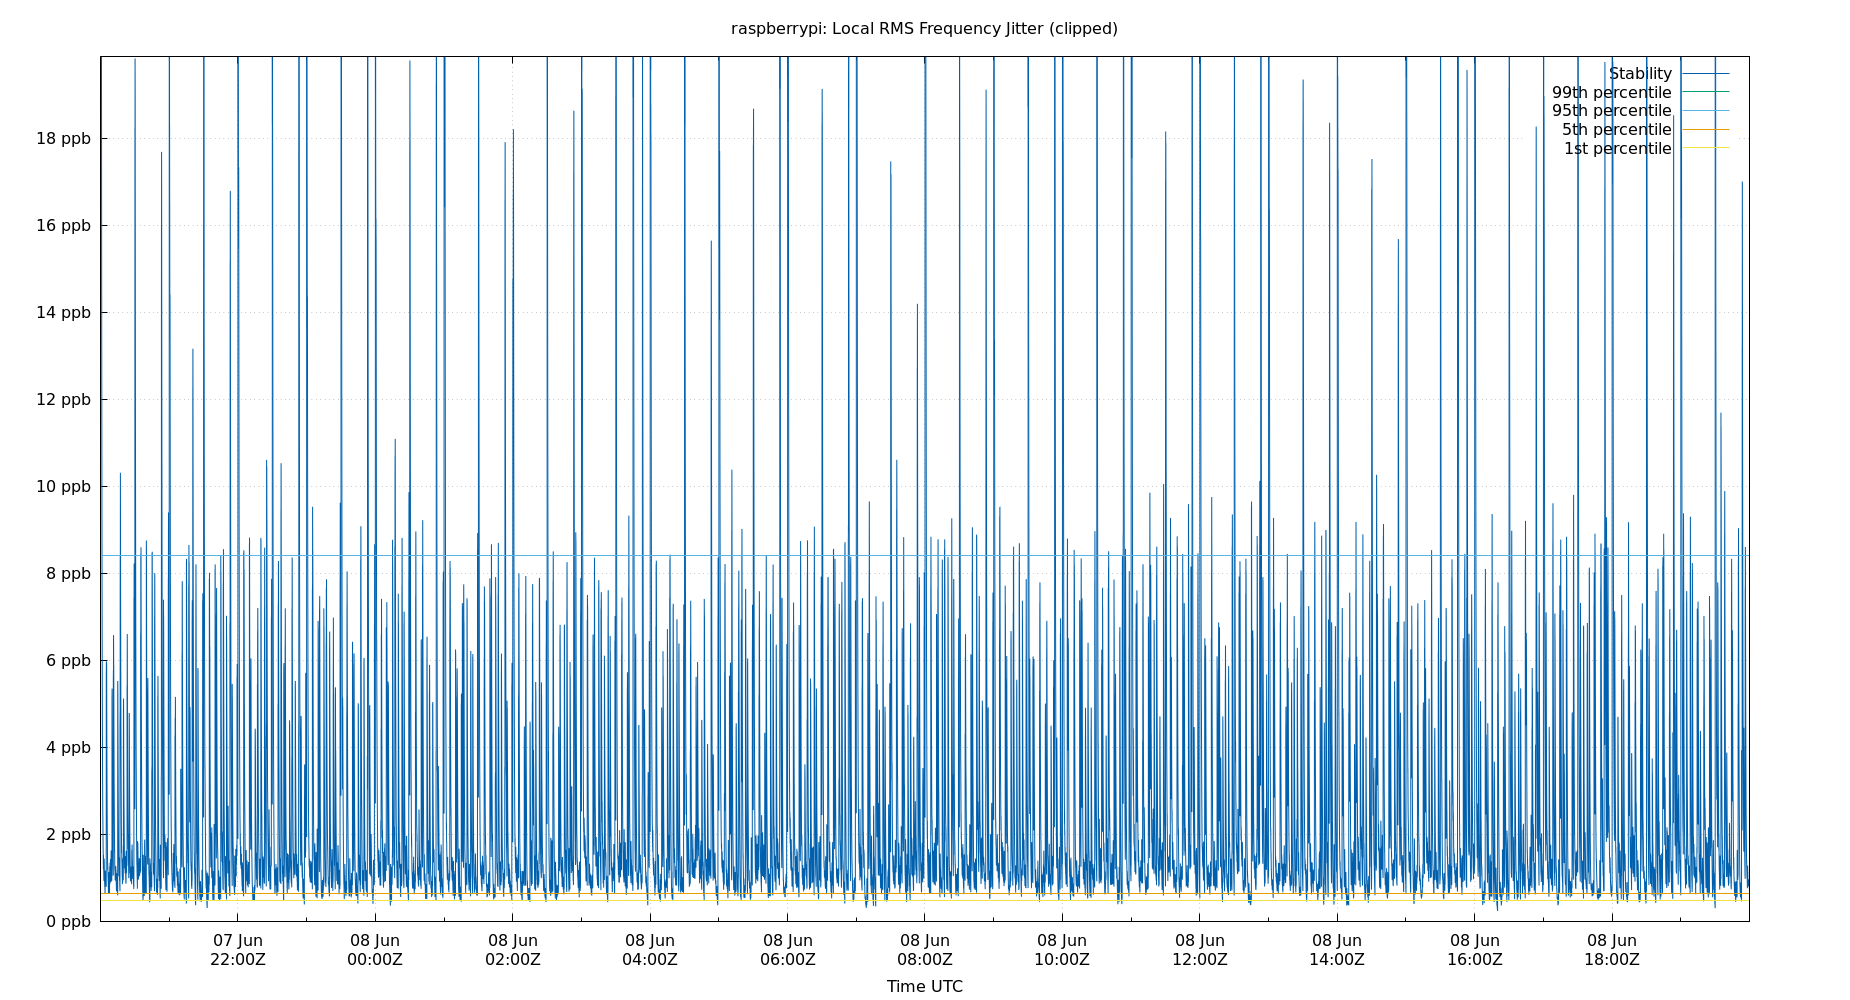 raspberrypi: Local RMS Frequency Jitter (clipped)
Stability
99th percentile
95th percentile
5th percentile
1st percentile
18 ppb
16 ppb
14 ppb
12 ppb
10 ppb
8 ppb
6 ppb
4 ppb
2 ppb
0 ppb
07 Jun 08 Jun 08 Jun 08 Jun 08 Jun 08 Jun 08 Jun 08 Jun 08 Jun 08 Jun 08 Jun
22:00Z 00:00Z 02:00Z 04:00Z 06:00Z 08:00Z 10:00Z 12:00Z 14:00Z 16:00Z 18:00Z
Time UTC